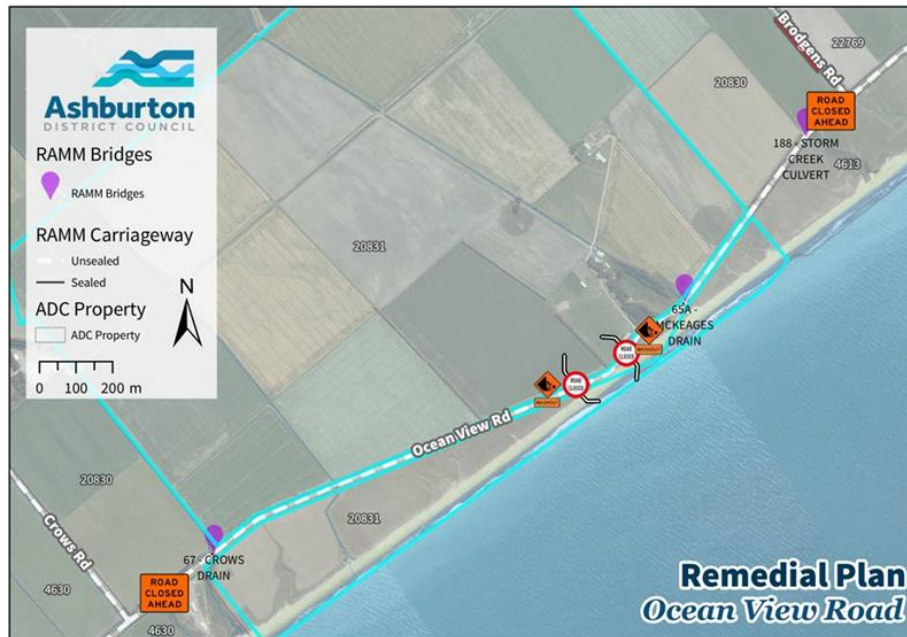 Ashburton
DISTRICT COUNCIL
RAMM Bridges
RAMM Bridges
RAMM Carriageway
Unsealed
Sealed
ADC Property
ADC Property
N
0 100 200 m
Brodgens Rd
22769
20830
ROAD
CLOSED
AHEAD
188 - STORM
CREEK
CULVERT
4613
20831
65A -
MCKEAGES
DRAIN
WASHOUT
ROAD
CLOSED
WASHOUT
ROAD
CLOSED
Ocean View Rd
20830
20831
Crows Rd
67 - CROWS
DRAIN
4630
ROAD
CLOSED
AHEAD
4630
Remedial Plan
Ocean View Road